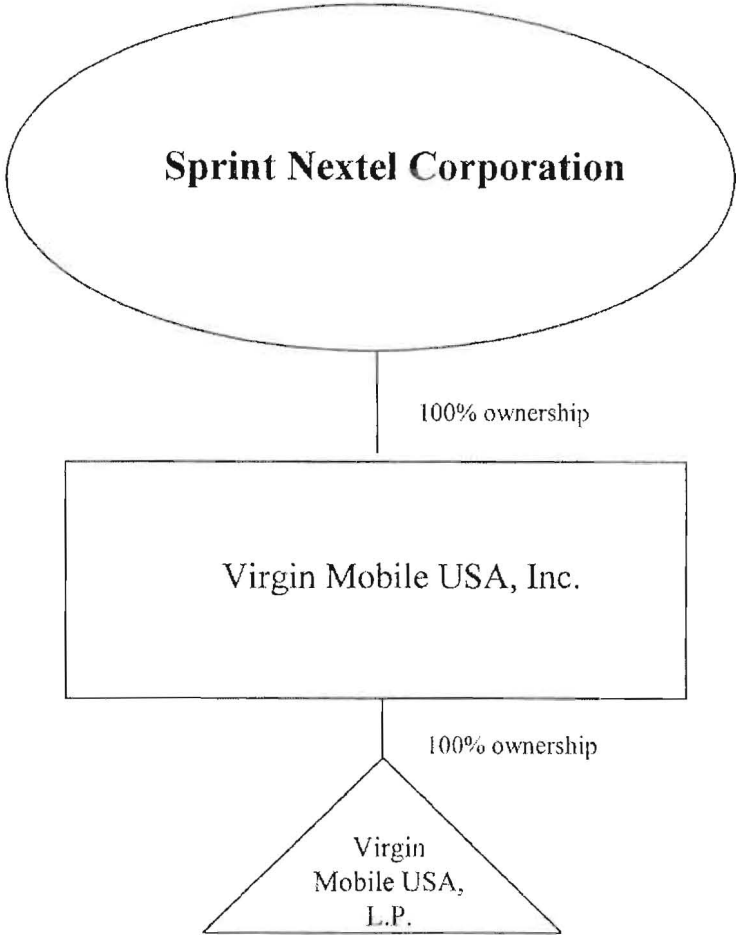 Sprint Nextel Corporation
100% ownership
Virgin Mobile USA, Inc.
100% ownership
Virgin
Mobile USA,
L.P.